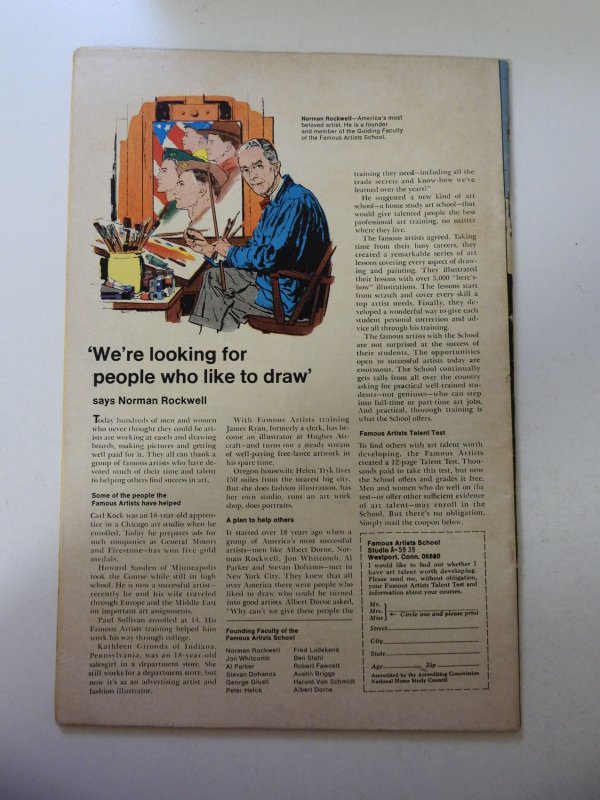 Norman Rockwell—America's most
beloved artist. He is a founder
and member of the Guiding Faculty
of the Famous Artists School.
'We're looking for
people who like to draw'
says Norman Rockwell
Today hundreds of men and women
who never thought they could be art-
ists are working at easels and drawing
boards, making pictures and getting
well paid for it. They all can thank a
group of famous artists who have de-
voted much of their time and talent
to helping others find success in art.
Some of the people the
Famous Artists have helped
Carl Kock was an 18-year-old appren-
tice in a Chicago art studio when he
enrolled. Today he prepares ads for
such companies as General Motors
and Firestone—has won five gold
medals.
Howard Sanden of Minneapolis
took the Course while still in high
school. He is now a successful artist—
recently he and his wife traveled
through Europe and the Middle East
on important art assignments.
Paul Sullivan enrolled at 14. His
Famous Artists training helped him
work his way through college.
Kathleen Gironda of Indiana,
Pennsylvania, was an 18-year-old
salesgirl in a department store. She
still works for a department store, but
now it's as an advertising artist and
fashion illustrator.
With Famous Artists training
James Ryan, formerly a clerk, has be-
come an illustrator at Hughes Air-
craft—and turns out a steady stream
of well-paying free-lance artwork in
his spare time.
Oregon housewife Helen Tryk lives
150 miles from the nearest big city.
But she does fashion illustration, has
her own studio, runs an art work
shop, does portraits.
A plan to help others
It started over 18 years ago when a
group of America's most successful
artists—men like Albert Dorne, Nor-
man Rockwell, Jon Whitcomb, Al
Parker and Stevan Dohanos—met in
New York City. They knew that all
over America there were people who
liked to draw who could be turned
into good artists. Albert Dorne asked,
"Why can't we give these people the
Founding Faculty of the
Famous Artists School
Norman Rockwell
Jon Whitcomb
Al Parker
Stevan Dohanos
George Giusti
Peter Helck
Fred Ludekens
Ben Stahl
Robert Fawcett
Austin Briggs
Harold Von Schmidt
Albert Dorne
training they need—including all the
trade secrets and know-how we've
learned over the years?"
He suggested a new kind of art
school—a home study art school—that
would give talented people the best
professional art training, no matter
where they live.
The famous artists agreed. Taking
time from their busy careers, they
created a remarkable series of art
lessons covering every aspect of draw-
ing and painting. They illustrated
their lessons with over 5,000 "here's-
how" illustrations. The lessons start
from scratch and cover every skill a
top artist needs. Finally, they de-
veloped a wonderful way to give each
student personal correction and ad-
vice all through his training.
The famous artists with the School
are not surprised at the success of
their students. The opportunities
open to successful artists today are
enormous. The School continually
gets calls from all over the country
asking for practical well-trained stu-
dents—not geniuses—who can step
into full-time or part-time art jobs.
And practical, thorough training is
what the School offers.
Famous Artists Talent Test
To find others with art talent worth
developing, the Famous Artists
created a 12-page Talent Test. Thou-
sands paid to take this test, but now
the School offers and grades it free.
Men and women who do well on the
test—or offer other sufficient evidence
of art talent—may enroll in the
School. But there's no obligation.
Simply mail the coupon below.
Famous Artists School
Studio A-5939
Westport, Conn. 06880
I would like to find out whether I
have art talent worth developing.
Please send me, without obligation,
your Famous Artists Talent Test and
information about your courses.
Mr.
Mrs. Circle one and please print
Miss
Street
City
State
Age Zip
Accredited by the Accrediting Commission
National Home Study Council